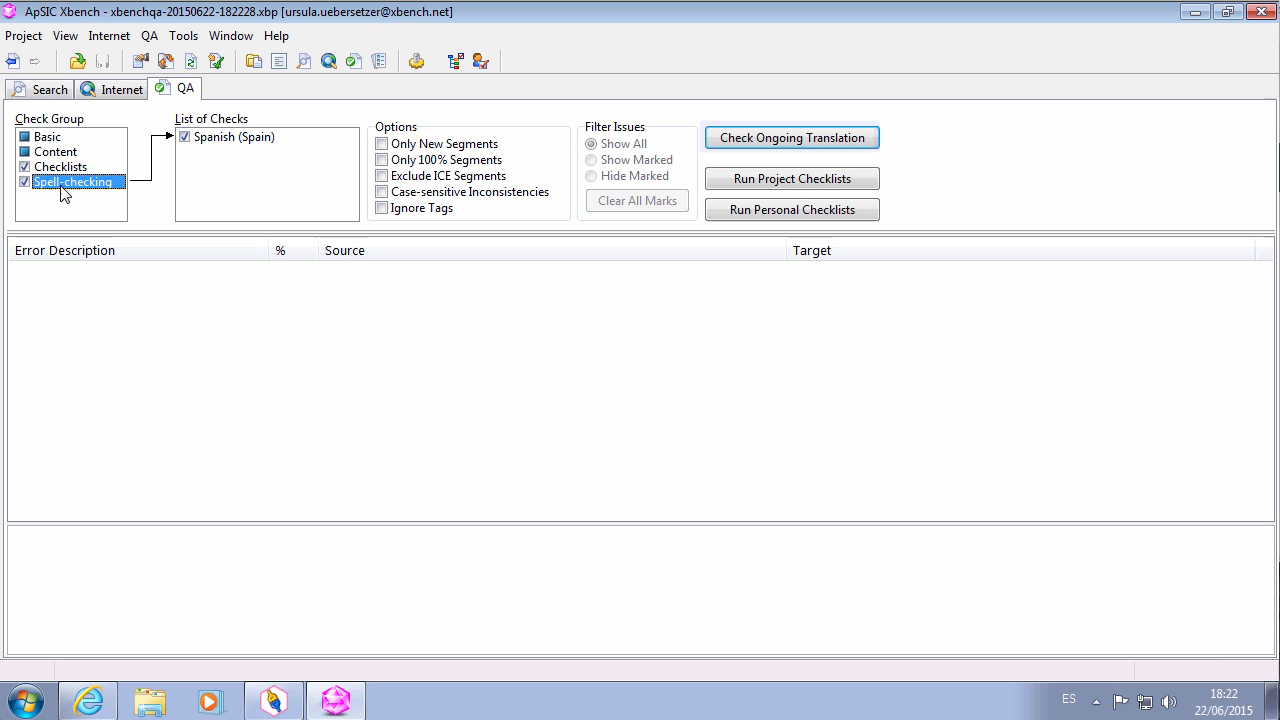 ApSIC Xbench - xbenchqa-20150622-182228.xbp [ursula.uebersetzer@xbench.net]
Project View Internet QA Tools Window Help
Search Internet QA
Check Group
Basic
Content
Checklists
Spell-checking
List of Checks
Spanish (Spain)
Options
Only New Segments
Only 100% Segments
Exclude ICE Segments
Case-sensitive Inconsistencies
Ignore Tags
Filter Issues
Show All
Show Marked
Hide Marked
Clear All Marks
Check Ongoing Translation
Run Project Checklists
Run Personal Checklists
Error Description % Source Target
ES
18:22
22/06/2015